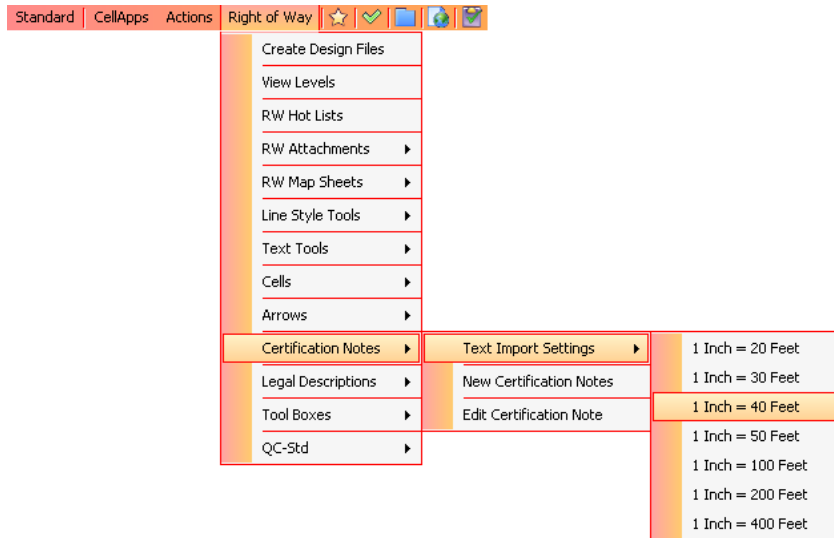 Standard CellApps Actions Right of Way
Create Design Files
View Levels
RW Hot Lists
RW Attachments
RW Map Sheets
Line Style Tools
Text Tools
Cells
Arrows
Certification Notes
Legal Descriptions
Tool Boxes
QC-Std
Text Import Settings
New Certification Notes
Edit Certification Note
1 Inch = 20 Feet
1 Inch = 30 Feet
1 Inch = 40 Feet
1 Inch = 50 Feet
1 Inch = 100 Feet
1 Inch = 200 Feet
1 Inch = 400 Feet